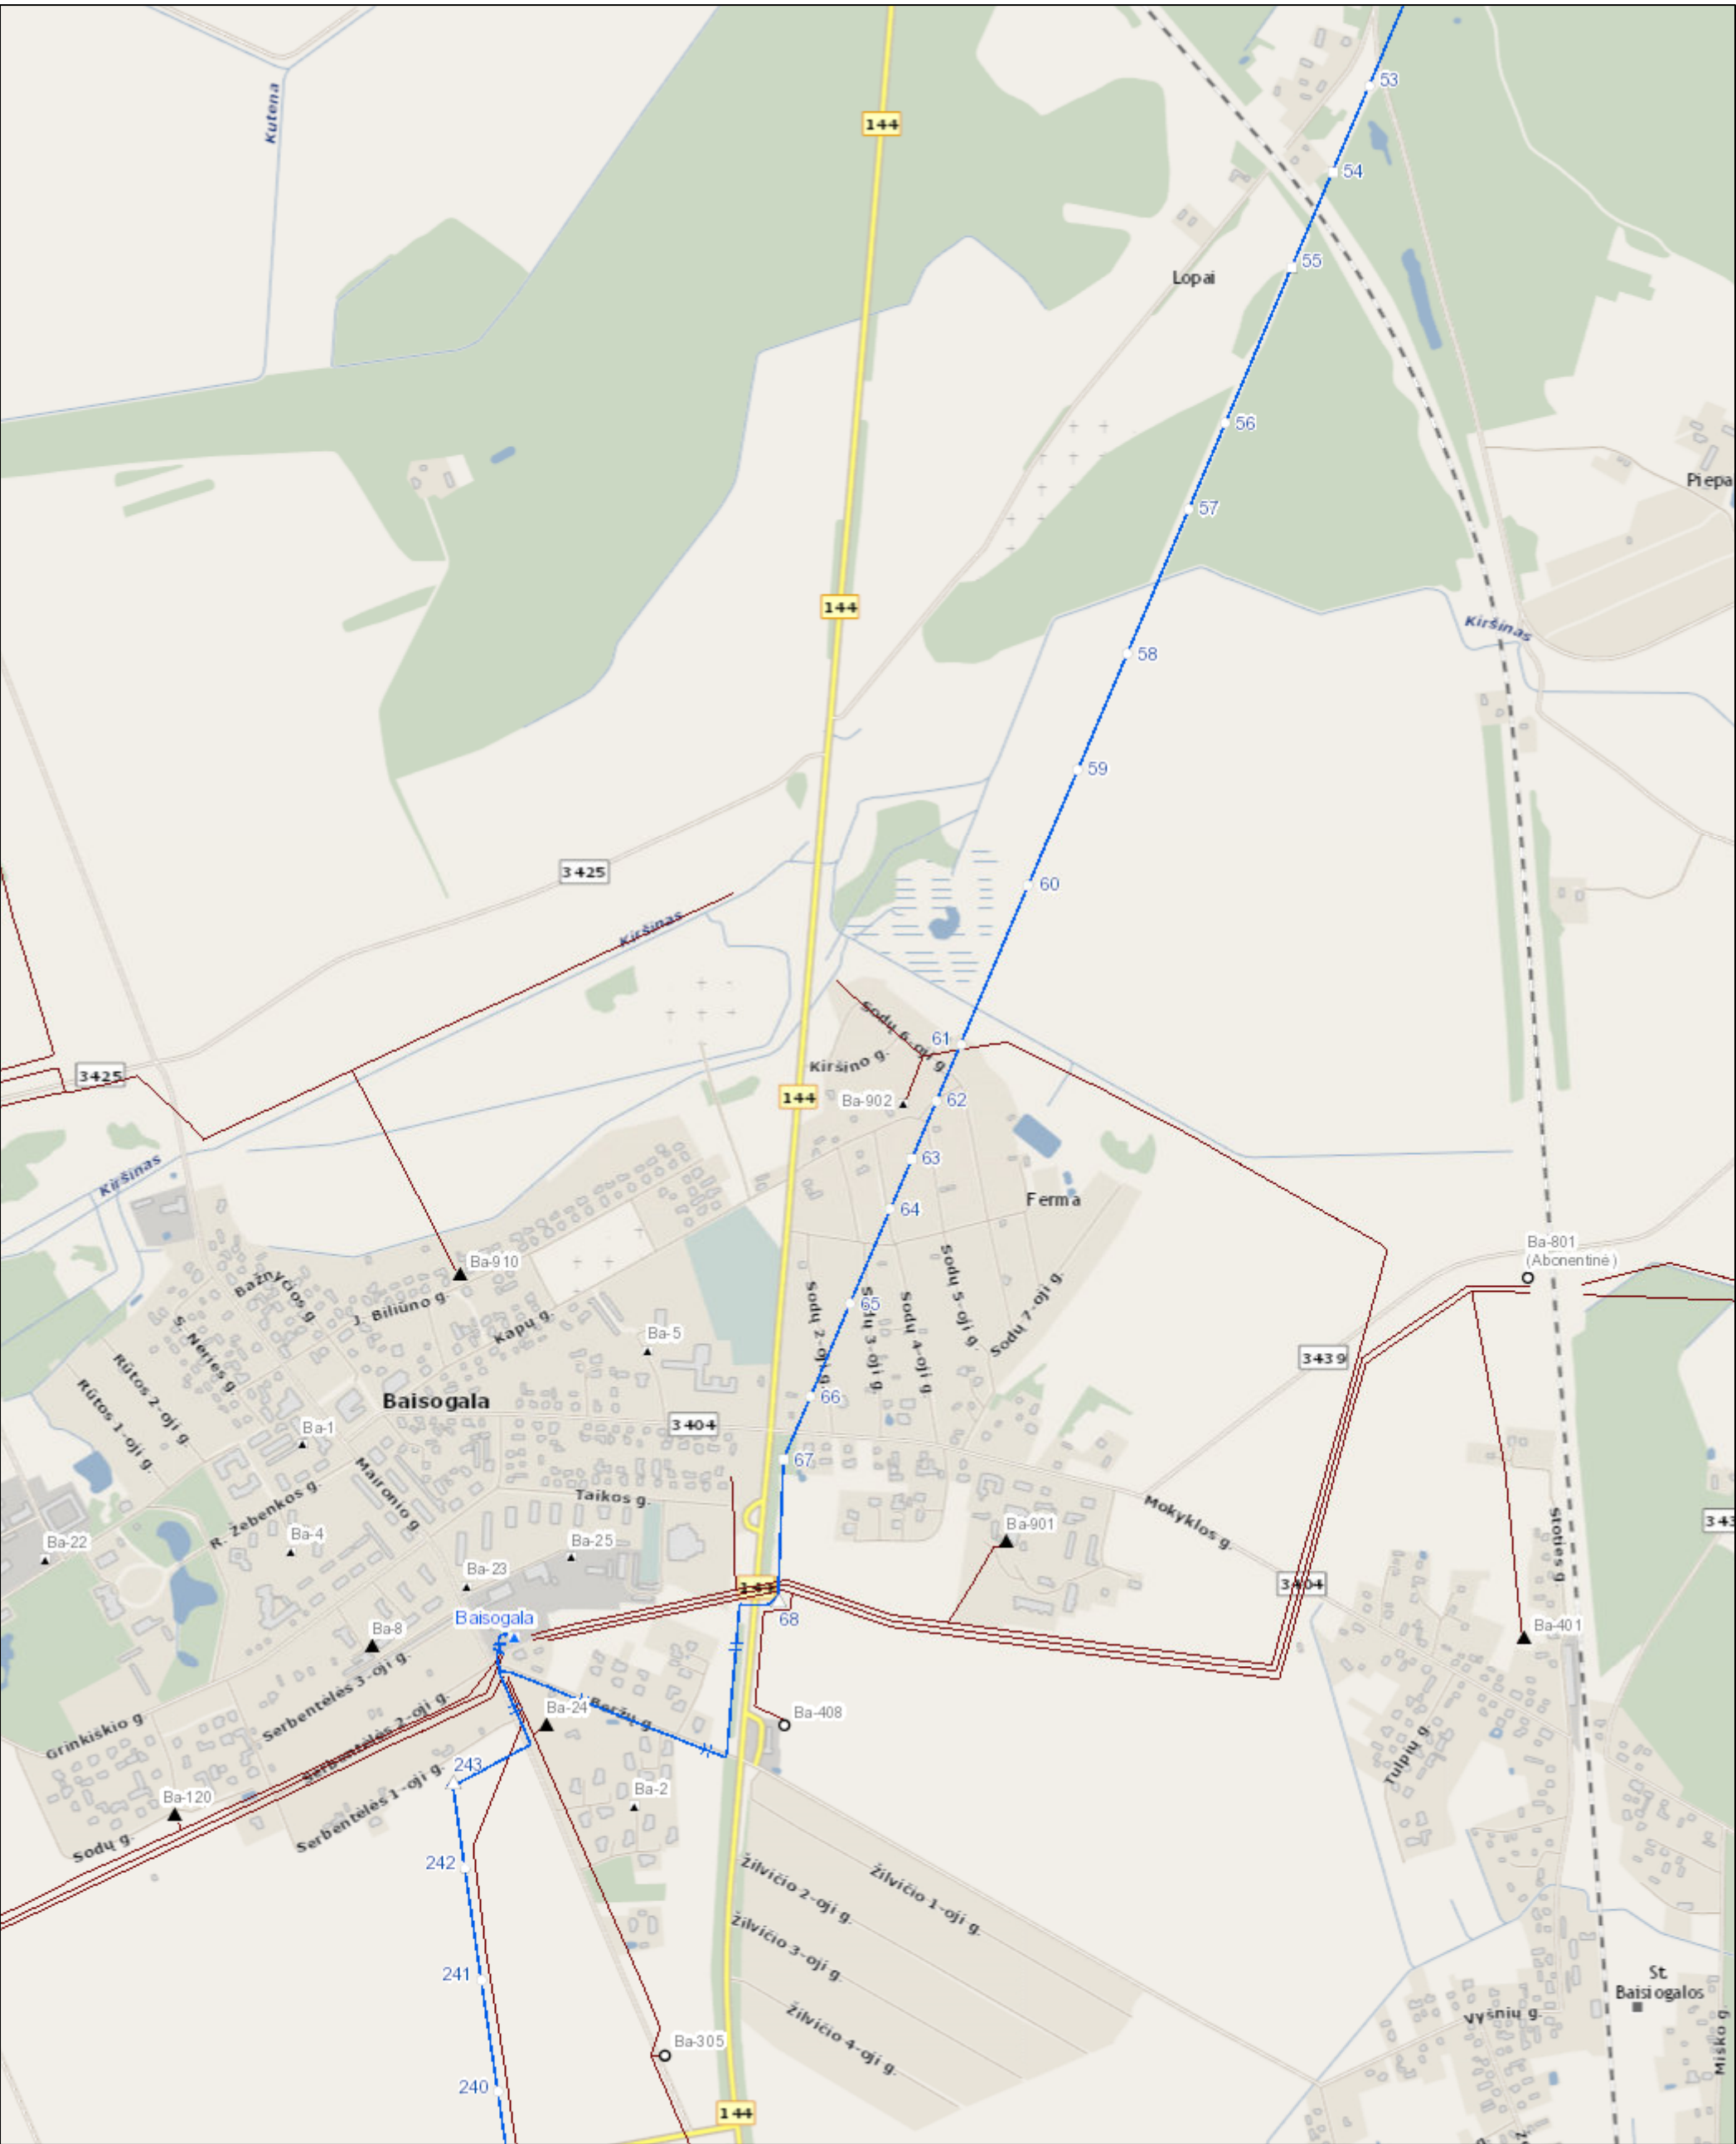 53
Kutena
144
54
55
Lopai
56
Piepa
57
144
Kiršinas
58
59
3425
60
Kiršinas
Sodų 6-oji g.
61
Kiršino g.
3425
144
Ba-902
62
63
Kiršinas
Ferma
64
Ba-801
(Abonentinė)
Ba-910
Bažnyčios g.
J. Biliūno g.
Kapų g.
S. Nėries g.
Sodų 2-oji g.
65
Sodų 3-oji g.
Sodų 4-oji g.
Sodų 5-oji g.
Sodų 7-oji g.
Ba-5
3439
Rūtos 2-oji g.
Rūtos 1-oji g.
Baisogala
66
3404
Ba-1
67
Maironio g.
R. Žebenkos g.
Taikos g.
Mokyklos g.
Ba-901
343
Stoties g.
Ba-22
Ba-4
Ba-25
Ba-23
144
3404
Baisogala
68
Ba-8
Ba-401
Serbentėlės 3-oji g.
Grinkiškio g.
Serbentėlės 2-oji g.
Beržų g.
Ba-24
Ba-408
243
Serbentėlės 1-oji g.
Tulpių g.
Ba-120
Ba-2
Sodų g.
242
Žilvičio 2-oji g.
Žilvičio 1-oji g.
Žilvičio 3-oji g.
241
St.
Baisiogalos
Vyšnių g.
Žilvičio 4-oji g.
Miško g.
Ba-305
240
144